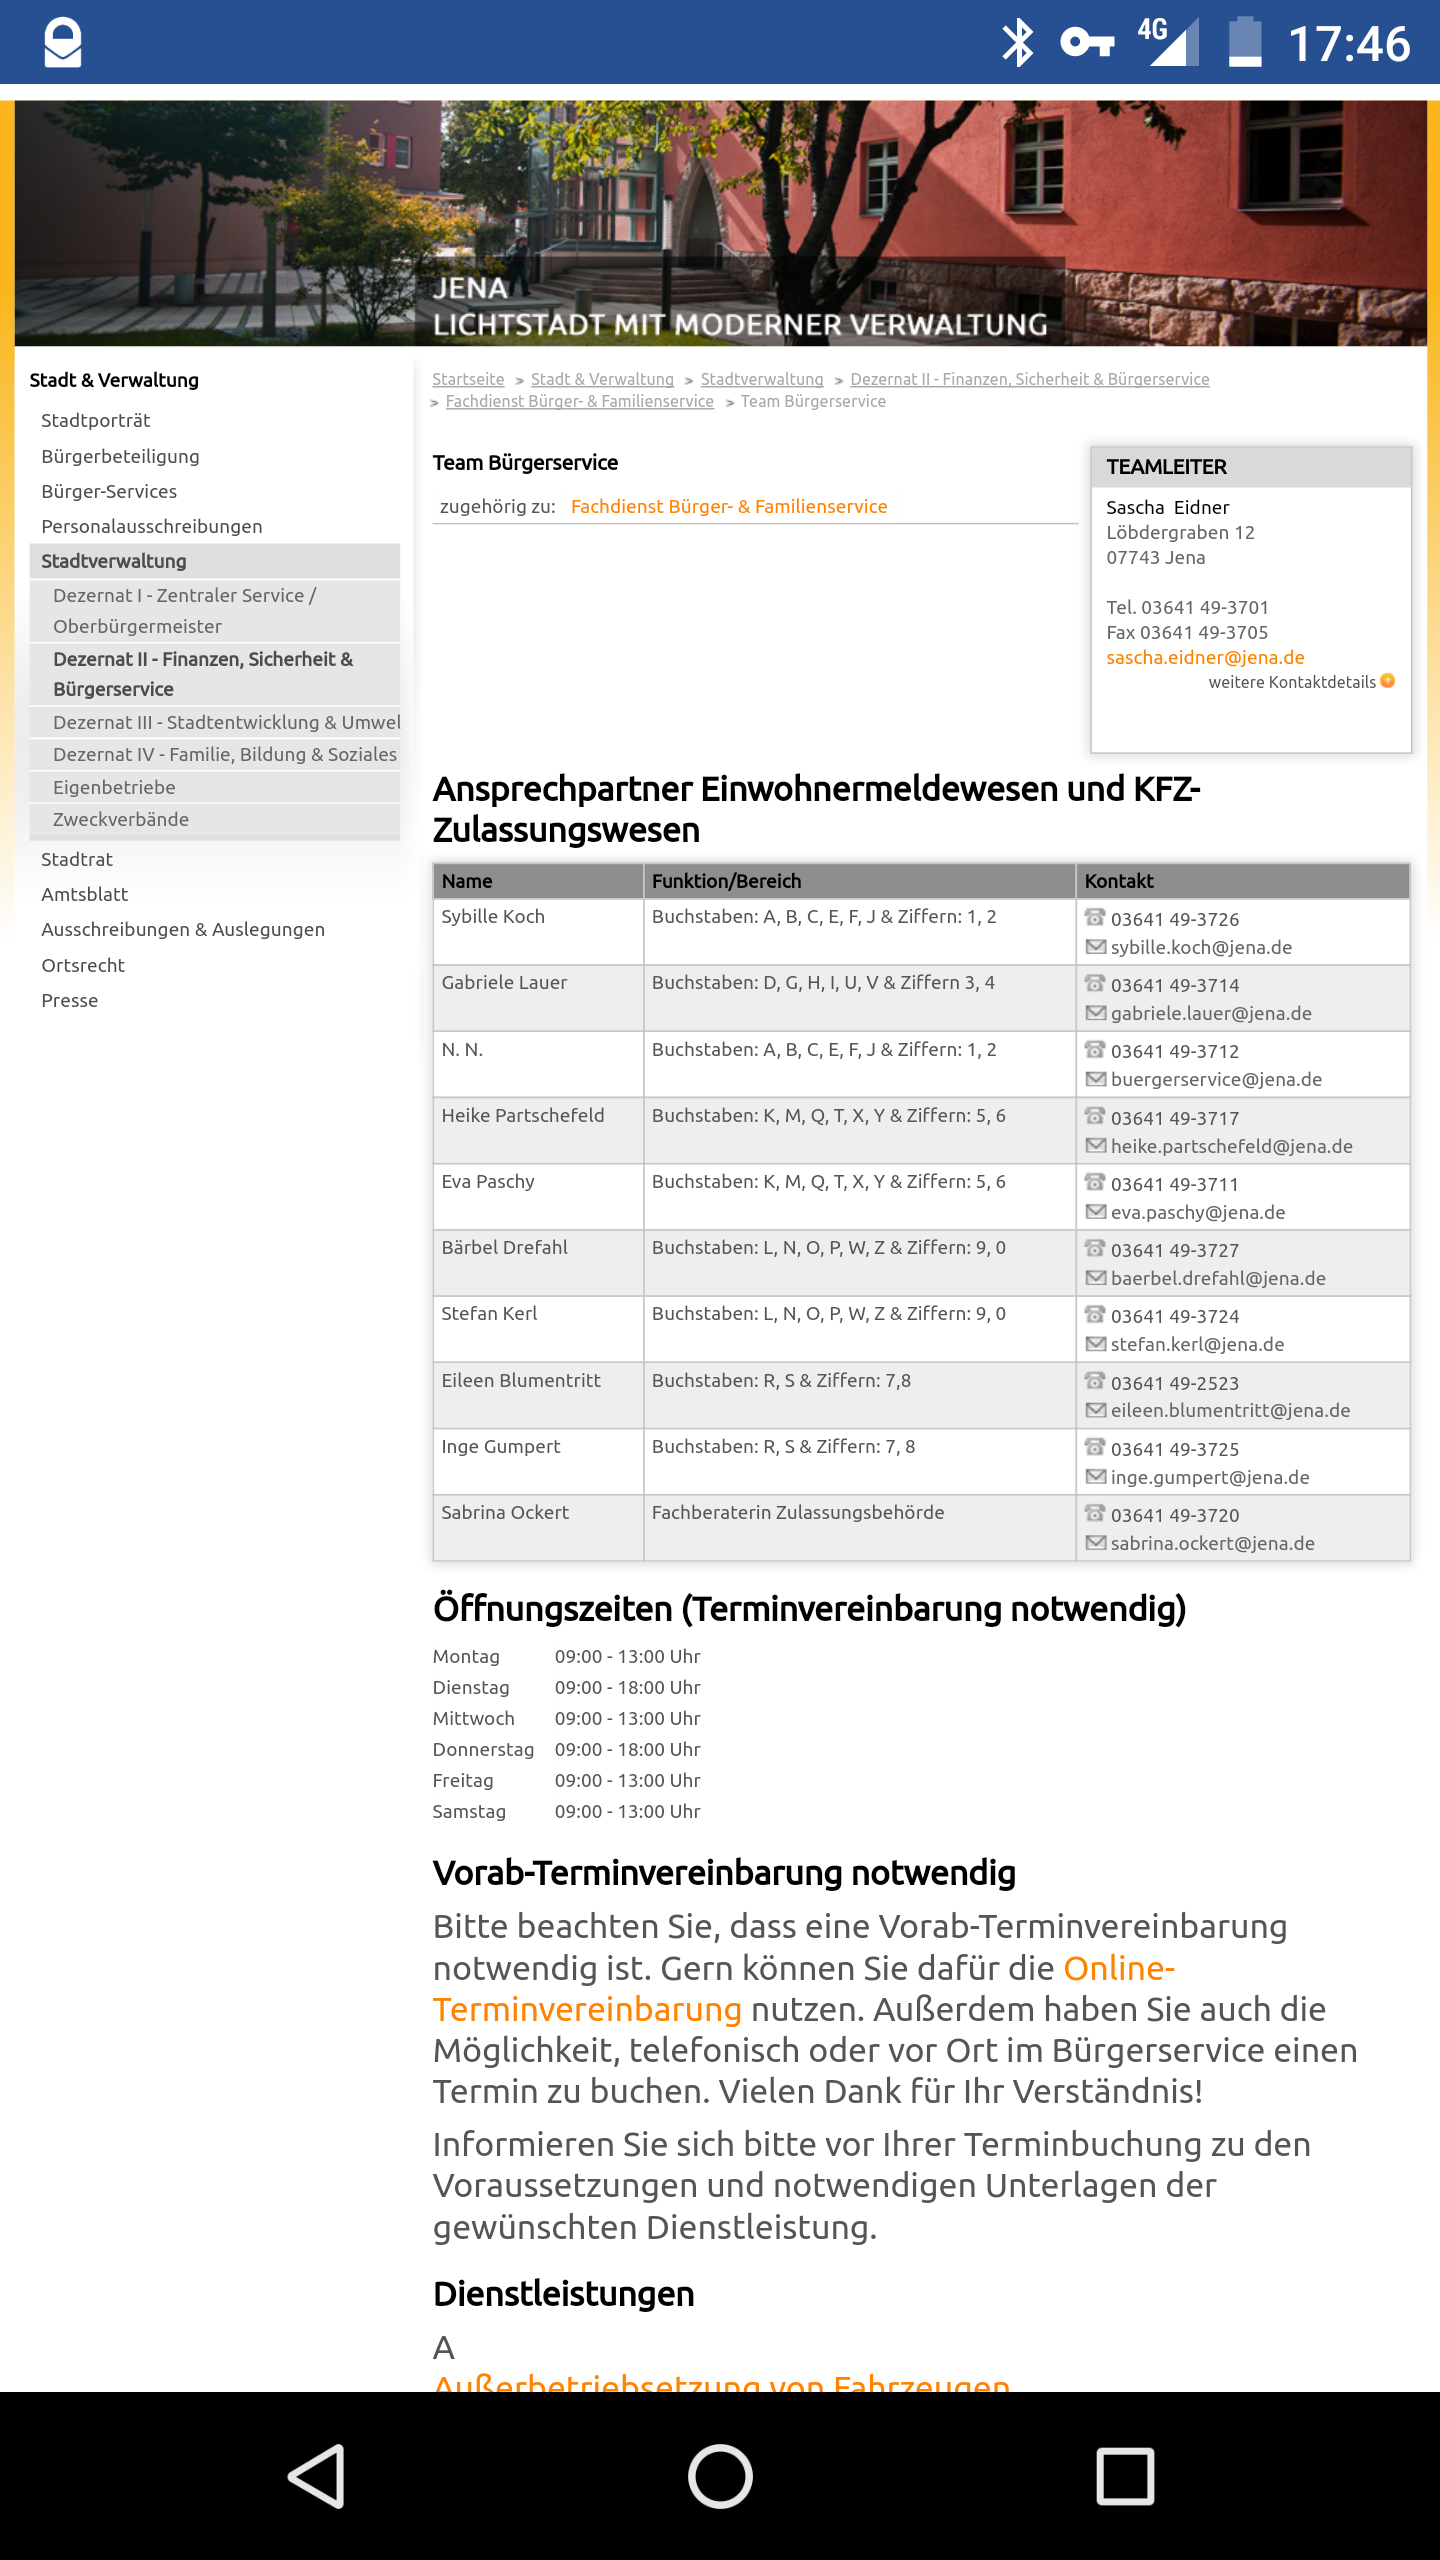 4G 17:46
JENA
LICHTSTADT MIT MODERNER VERWALTUNG
Stadt & Verwaltung
Stadtporträt
Bürgerbeteiligung
Bürger-Services
Personalausschreibungen
Stadtverwaltung
Dezernat I - Zentraler Service /
Oberbürgermeister
Dezernat II - Finanzen, Sicherheit &
Bürgerservice
Dezernat III - Stadtentwicklung & Umwel
Dezernat IV - Familie, Bildung & Soziales
Eigenbetriebe
Zweckverbände
Stadtrat
Amtsblatt
Ausschreibungen & Auslegungen
Ortsrecht
Presse
Startseite > Stadt & Verwaltung > Stadtverwaltung > Dezernat II - Finanzen, Sicherheit & Bürgerservice
> Fachdienst Bürger- & Familienservice > Team Bürgerservice
Team Bürgerservice
zugehörig zu: Fachdienst Bürger- & Familienservice
TEAMLEITER
Sascha Eidner
Löbdergraben 12
07743 Jena
Tel. 03641 49-3701
Fax 03641 49-3705
sascha.eidner@jena.de
weitere Kontaktdetails
Ansprechpartner Einwohnermeldewesen und KFZ-
Zulassungswesen
Name Funktion/Bereich Kontakt
Sybille Koch Buchstaben: A, B, C, E, F, J & Ziffern: 1, 2 03641 49-3726
sybille.koch@jena.de
Gabriele Lauer Buchstaben: D, G, H, I, U, V & Ziffern 3, 4 03641 49-3714
gabriele.lauer@jena.de
N. N. Buchstaben: A, B, C, E, F, J & Ziffern: 1, 2 03641 49-3712
buergerservice@jena.de
Heike Partschefeld Buchstaben: K, M, Q, T, X, Y & Ziffern: 5, 6 03641 49-3717
heike.partschefeld@jena.de
Eva Paschy Buchstaben: K, M, Q, T, X, Y & Ziffern: 5, 6 03641 49-3711
eva.paschy@jena.de
Bärbel Drefahl Buchstaben: L, N, O, P, W, Z & Ziffern: 9, 0 03641 49-3727
baerbel.drefahl@jena.de
Stefan Kerl Buchstaben: L, N, O, P, W, Z & Ziffern: 9, 0 03641 49-3724
stefan.kerl@jena.de
Eileen Blumentritt Buchstaben: R, S & Ziffern: 7,8 03641 49-2523
eileen.blumentritt@jena.de
Inge Gumpert Buchstaben: R, S & Ziffern: 7, 8 03641 49-3725
inge.gumpert@jena.de
Sabrina Ockert Fachberaterin Zulassungsbehörde 03641 49-3720
sabrina.ockert@jena.de
Öffnungszeiten (Terminvereinbarung notwendig)
Montag 09:00 - 13:00 Uhr
Dienstag 09:00 - 18:00 Uhr
Mittwoch 09:00 - 13:00 Uhr
Donnerstag 09:00 - 18:00 Uhr
Freitag 09:00 - 13:00 Uhr
Samstag 09:00 - 13:00 Uhr
Vorab-Terminvereinbarung notwendig
Bitte beachten Sie, dass eine Vorab-Terminvereinbarung
notwendig ist. Gern können Sie dafür die Online-
Terminvereinbarung nutzen. Außerdem haben Sie auch die
Möglichkeit, telefonisch oder vor Ort im Bürgerservice einen
Termin zu buchen. Vielen Dank für Ihr Verständnis!
Informieren Sie sich bitte vor Ihrer Terminbuchung zu den
Voraussetzungen und notwendigen Unterlagen der
gewünschten Dienstleistung.
Dienstleistungen
A
Außerbetriebsetzung von Fahrzeugen